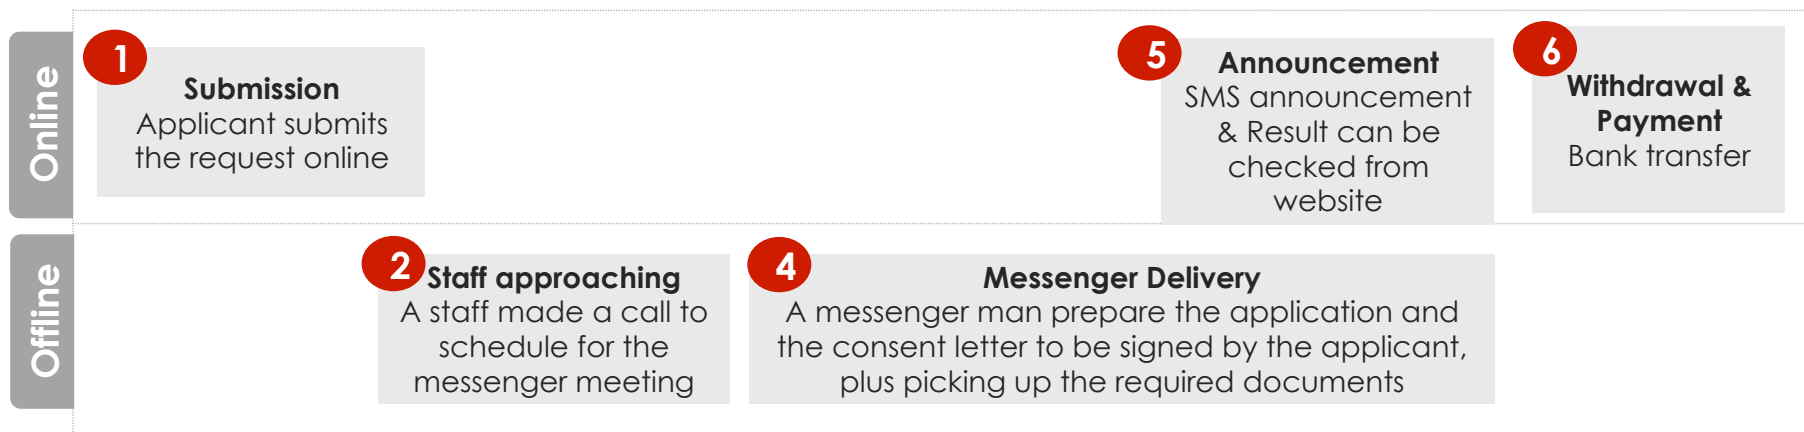 Online
1
Submission
Applicant submits
the request online
5
Announcement
SMS announcement
& Result can be
checked from
website
6
Withdrawal &
Payment
Bank transfer
Offline
2
Staff approaching
A staff made a call to
schedule for the
messenger meeting
4
Messenger Delivery
A messenger man prepare the application and
the consent letter to be signed by the applicant,
plus picking up the required documents